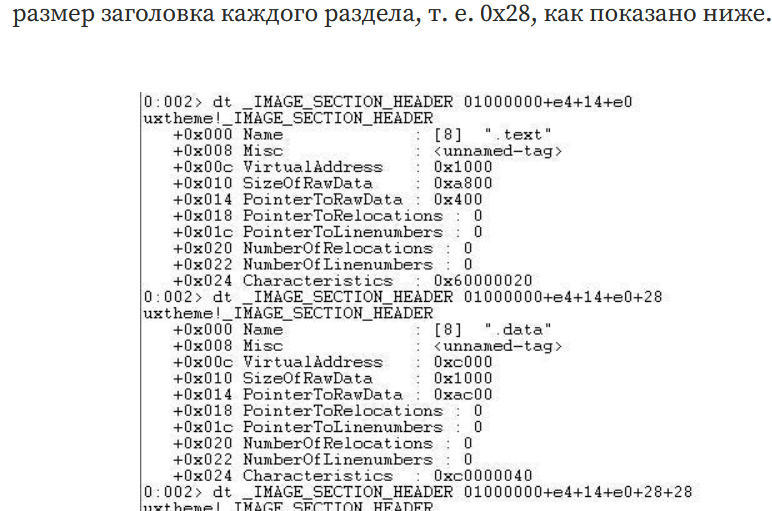 размер заголовка каждого раздела, т. е. 0x28, как показано ниже.
0:002> dt _IMAGE_SECTION_HEADER 01000000+e4+14+e0
uxtheme!_IMAGE_SECTION_HEADER
+0x000 Name : [8] ".text"
+0x008 Misc : <unnamed-tag>
+0x00c VirtualAddress : 0x1000
+0x010 SizeOfRawData : 0xa800
+0x014 PointerToRawData : 0x400
+0x018 PointerToRelocations : 0
+0x01c PointerToLinenumbers : 0
+0x020 NumberOfRelocations : 0
+0x022 NumberOfLinenumbers : 0
+0x024 Characteristics : 0x60000020
0:002> dt _IMAGE_SECTION_HEADER 01000000+e4+14+e0+28
uxtheme!_IMAGE_SECTION_HEADER
+0x000 Name : [8] ".data"
+0x008 Misc : <unnamed-tag>
+0x00c VirtualAddress : 0xc000
+0x010 SizeOfRawData : 0x1000
+0x014 PointerToRawData : 0xac00
+0x018 PointerToRelocations : 0
+0x01c PointerToLinenumbers : 0
+0x020 NumberOfRelocations : 0
+0x022 NumberOfLinenumbers : 0
+0x024 Characteristics : 0xc0000040
0:002> dt _IMAGE_SECTION_HEADER 01000000+e4+14+e0+28+28
uxtheme!_IMAGE_SECTION_HEADER